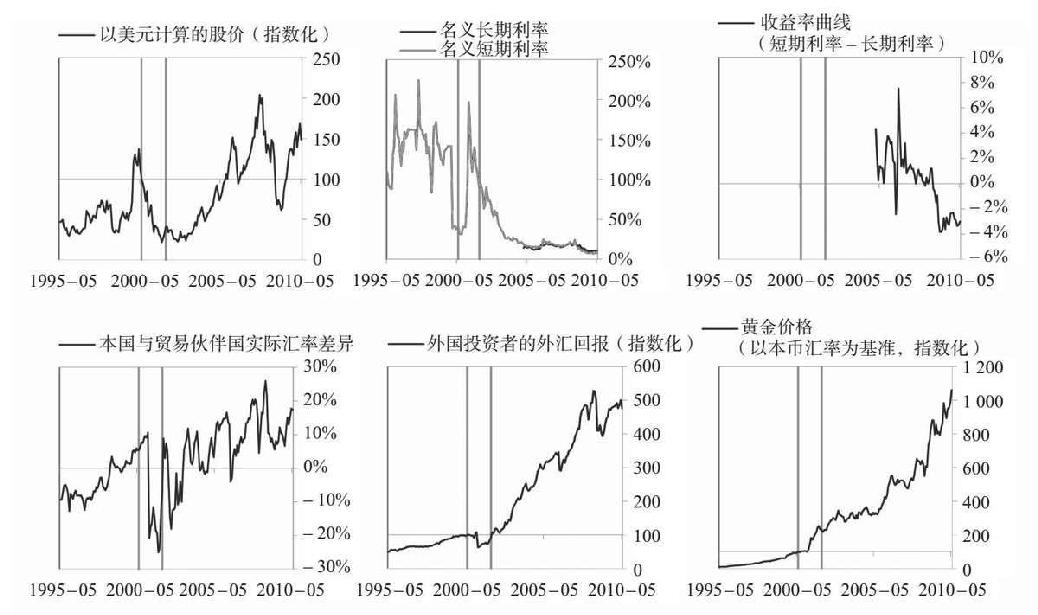 以美元计算的股价（指数化）
250
200
150
100
50
0
1995-05 2000-05 2005-05 2010-05
名义长期利率
名义短期利率
250%
200%
150%
100%
50%
0%
1995-05 2000-05 2005-05 2010-05
收益率曲线
（短期利率-长期利率）
10%
8%
6%
4%
2%
0%
-2%
-4%
-6%
1995-05 2000-05 2005-05 2010-05
本国与贸易伙伴国实际汇率差异
30%
20%
10%
0%
-10%
-20%
-30%
1995-05 2000-05 2005-05 2010-05
外国投资者的外汇回报（指数化）
600
500
400
300
200
100
0
1995-05 2000-05 2005-05 2010-05
黄金价格
（以本币汇率为基准，指数化）
1 200
1 000
800
600
400
200
0
1995-05 2000-05 2005-05 2010-05